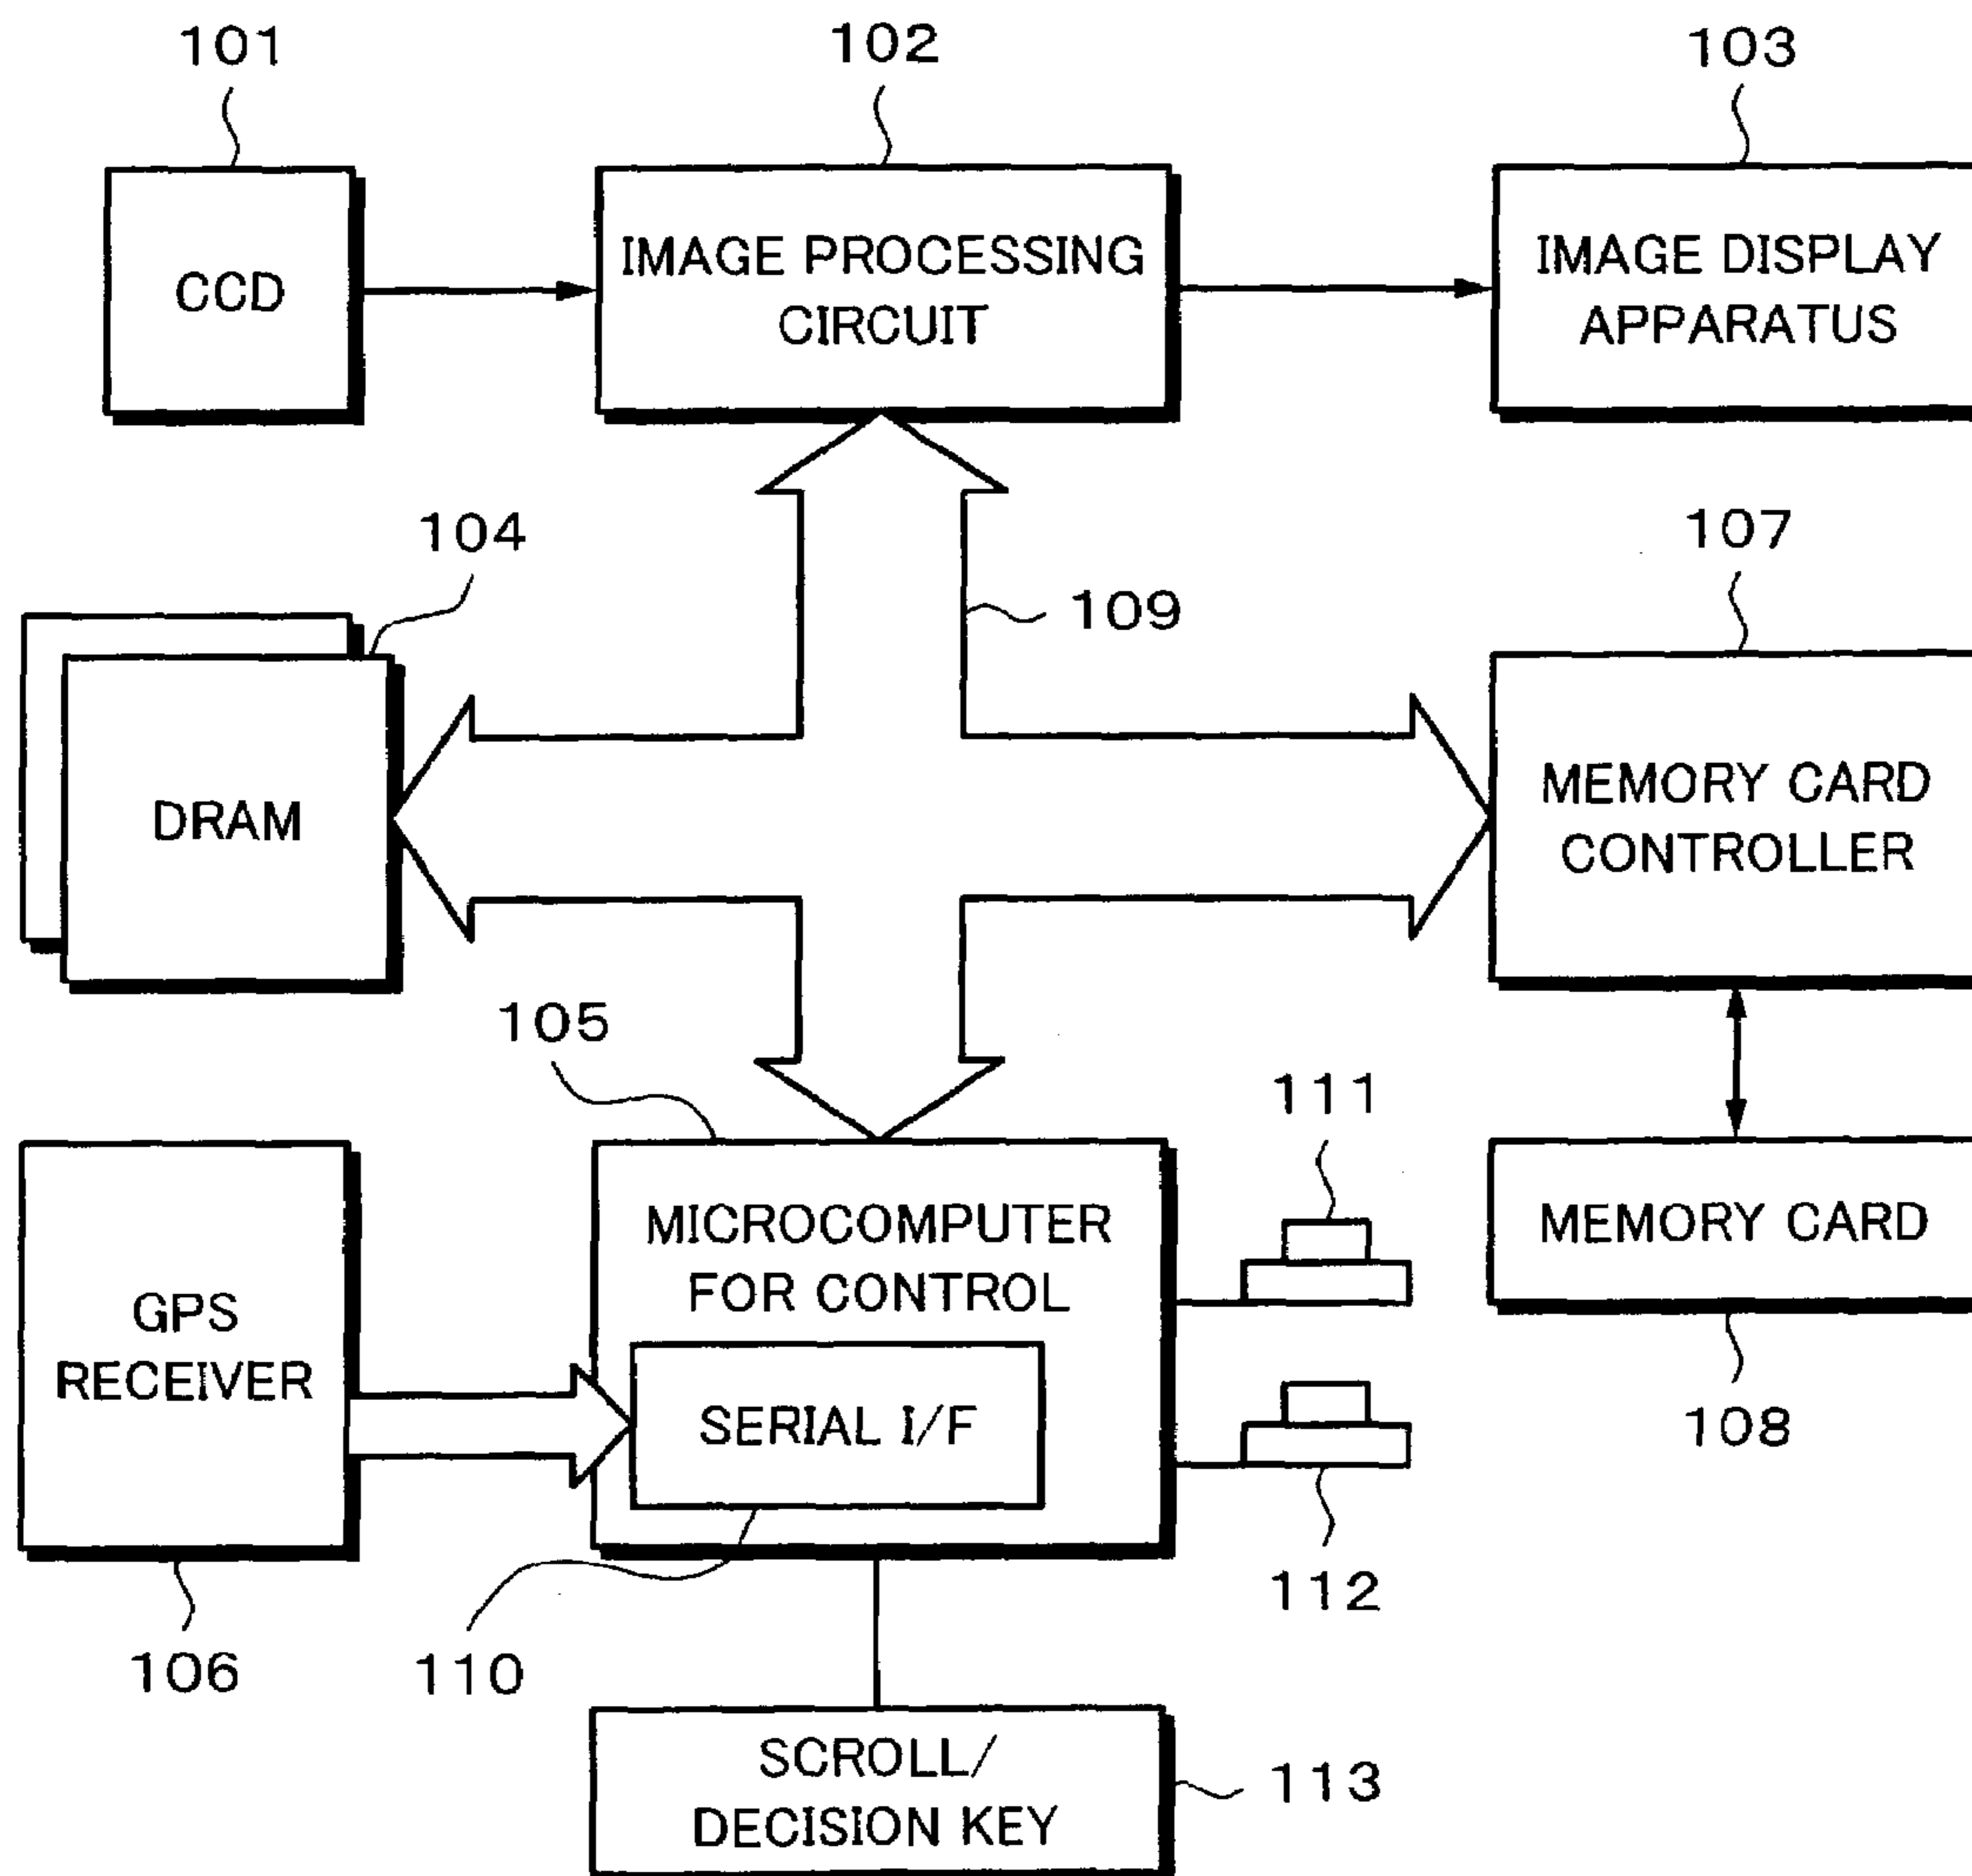 101
102
103
CCD
IMAGE PROCESSING
CIRCUIT
IMAGE DISPLAY
APPARATUS
104
107
109
DRAM
MEMORY CARD
CONTROLLER
105
111
MICROCOMPUTER
FOR CONTROL
MEMORY CARD
GPS
RECEIVER
SERIAL I/F
108
112
106
110
SCROLL/
DECISION KEY
113